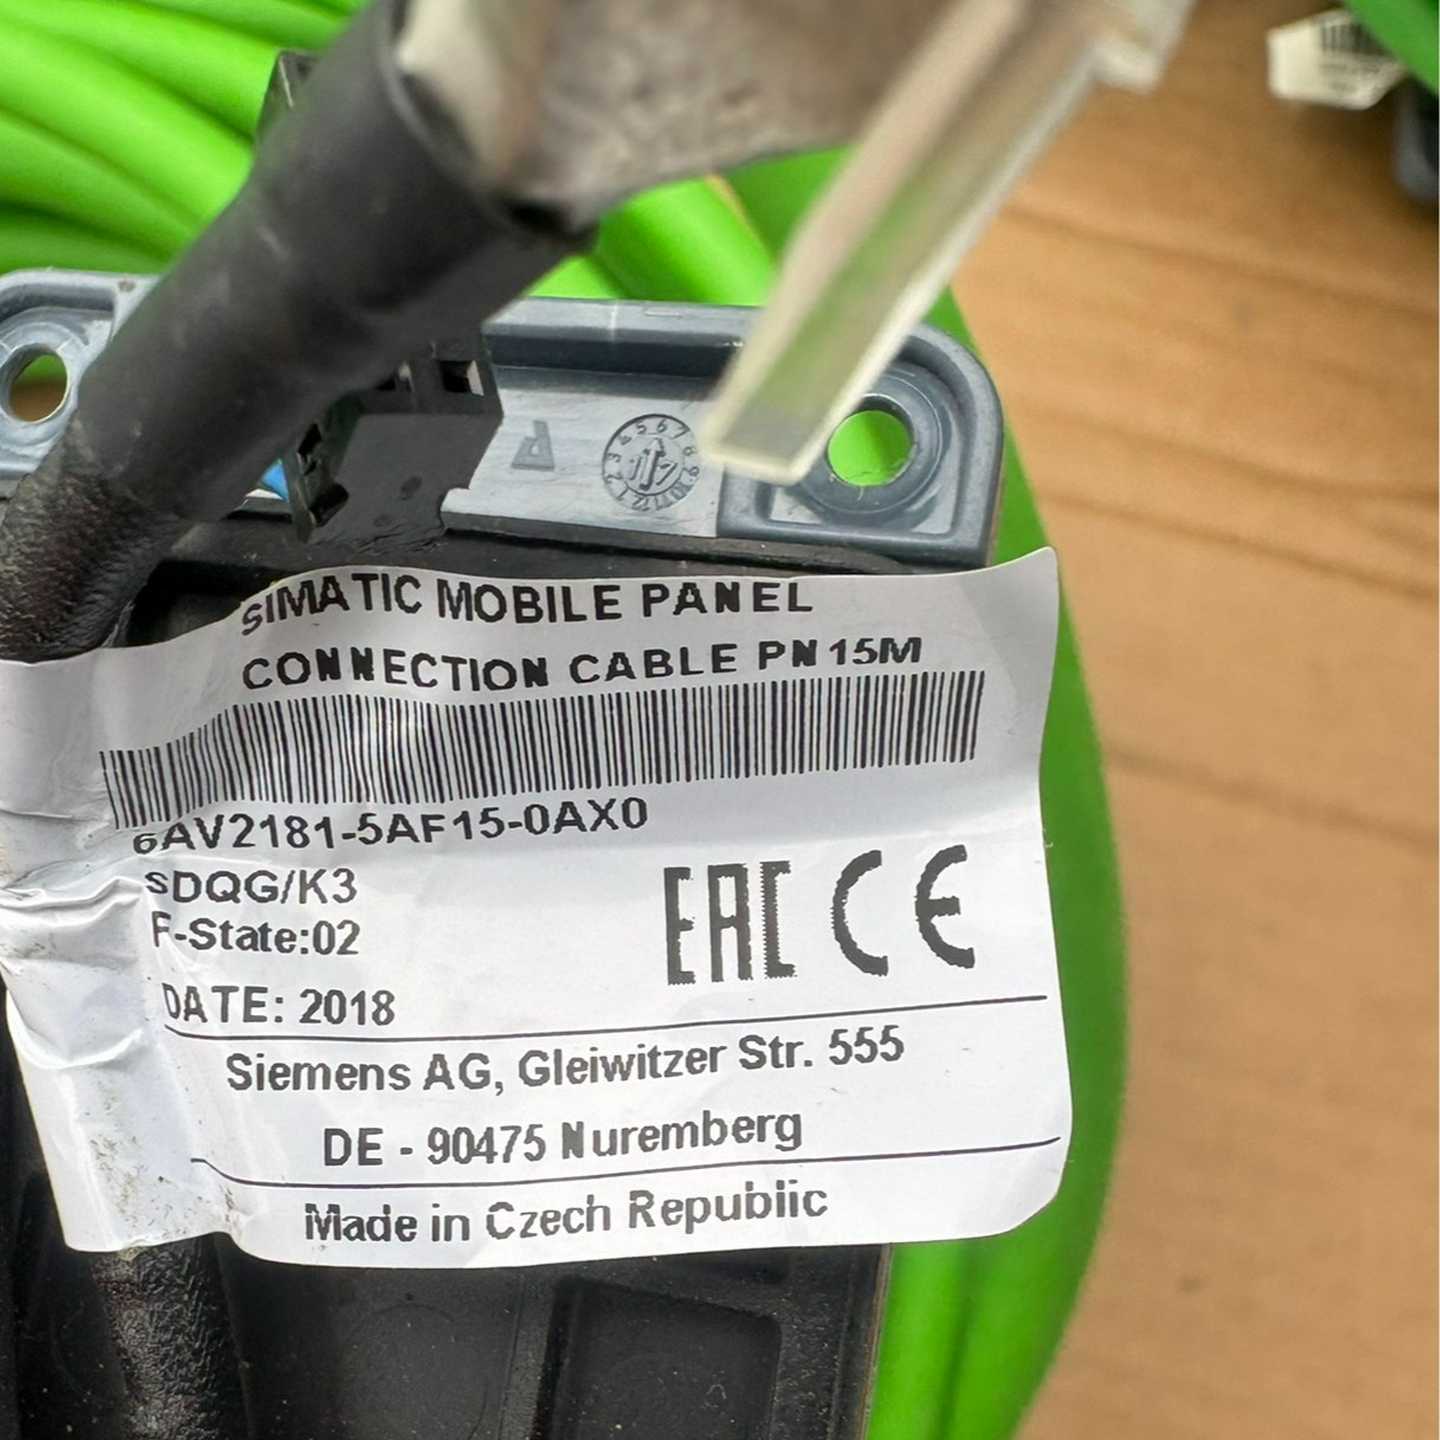 SIMATIC MOBILE PANEL
CONNECTION CABLE PN 15M
6AV2181-5AF15-0AX0
SDQG/K3
F-State:02
EAC CE
DATE: 2018
Siemens AG, Gleiwitzer Str. 555
DE - 90475 Nuremberg
Made in Czech Republic